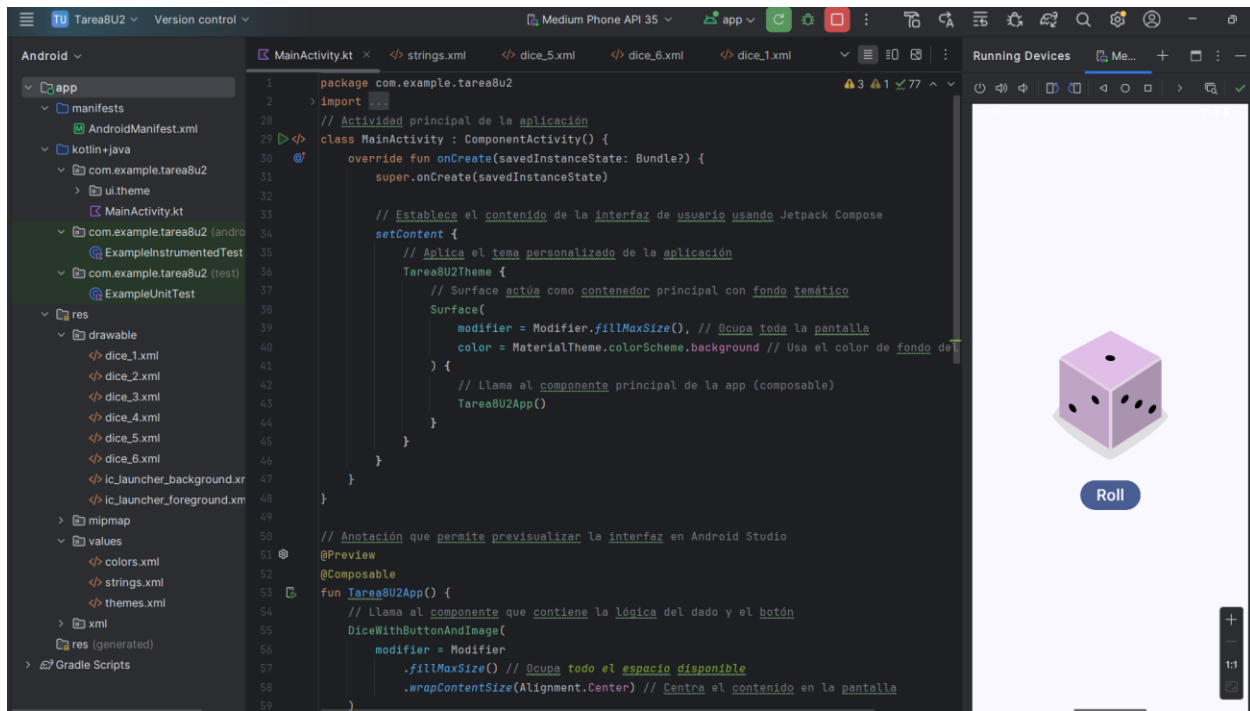 TU Tarea8U2 Version control Medium Phone API 35 app
Android
app
manifests
AndroidManifest.xml
kotlin+java
com.example.tarea8u2
ui.theme
MainActivity.kt
com.example.tarea8u2 (andro
ExampleInstrumentedTest
com.example.tarea8u2 (test)
ExampleUnitTest
res
drawable
dice_1.xml
dice_2.xml
dice_3.xml
dice_4.xml
dice_5.xml
dice_6.xml
ic_launcher_background.xr
ic_launcher_foreground.xm
mipmap
values
colors.xml
strings.xml
themes.xml
xml
res (generated)
Gradle Scripts
MainActivity.kt strings.xml dice_5.xml dice_6.xml dice_1.xml
3 1 77
1 package com.example.tarea8u2
2 import ...
28 // Actividad principal de la aplicación
29 class MainActivity : ComponentActivity() {
30 override fun onCreate(savedInstanceState: Bundle?) {
31 super.onCreate(savedInstanceState)
32
33 // Establece el contenido de la interfaz de usuario usando Jetpack Compose
34 setContent {
35 // Aplica el tema personalizado de la aplicación
36 Tarea8U2Theme {
37 // Surface actúa como contenedor principal con fondo temático
38 Surface(
39 modifier = Modifier.fillMaxSize(), // Ocupa toda la pantalla
40 color = MaterialTheme.colorScheme.background // Usa el color de fondo del
41 ) {
42 // Llama al componente principal de la app (composable)
43 Tarea8U2App()
44 }
45 }
46 }
47 }
48 }
49
50 // Anotación que permite previsualizar la interfaz en Android Studio
51 @Preview
52 @Composable
53 fun Tarea8U2App() {
54 // Llama al componente que contiene la lógica del dado y el botón
55 DiceWithButtonAndImage(
56 modifier = Modifier
57 .fillMaxSize() // Ocupa todo el espacio disponible
58 .wrapContentSize(Alignment.Center) // Centra el contenido en la pantalla
59 )
Running Devices Me...
Roll
1:1